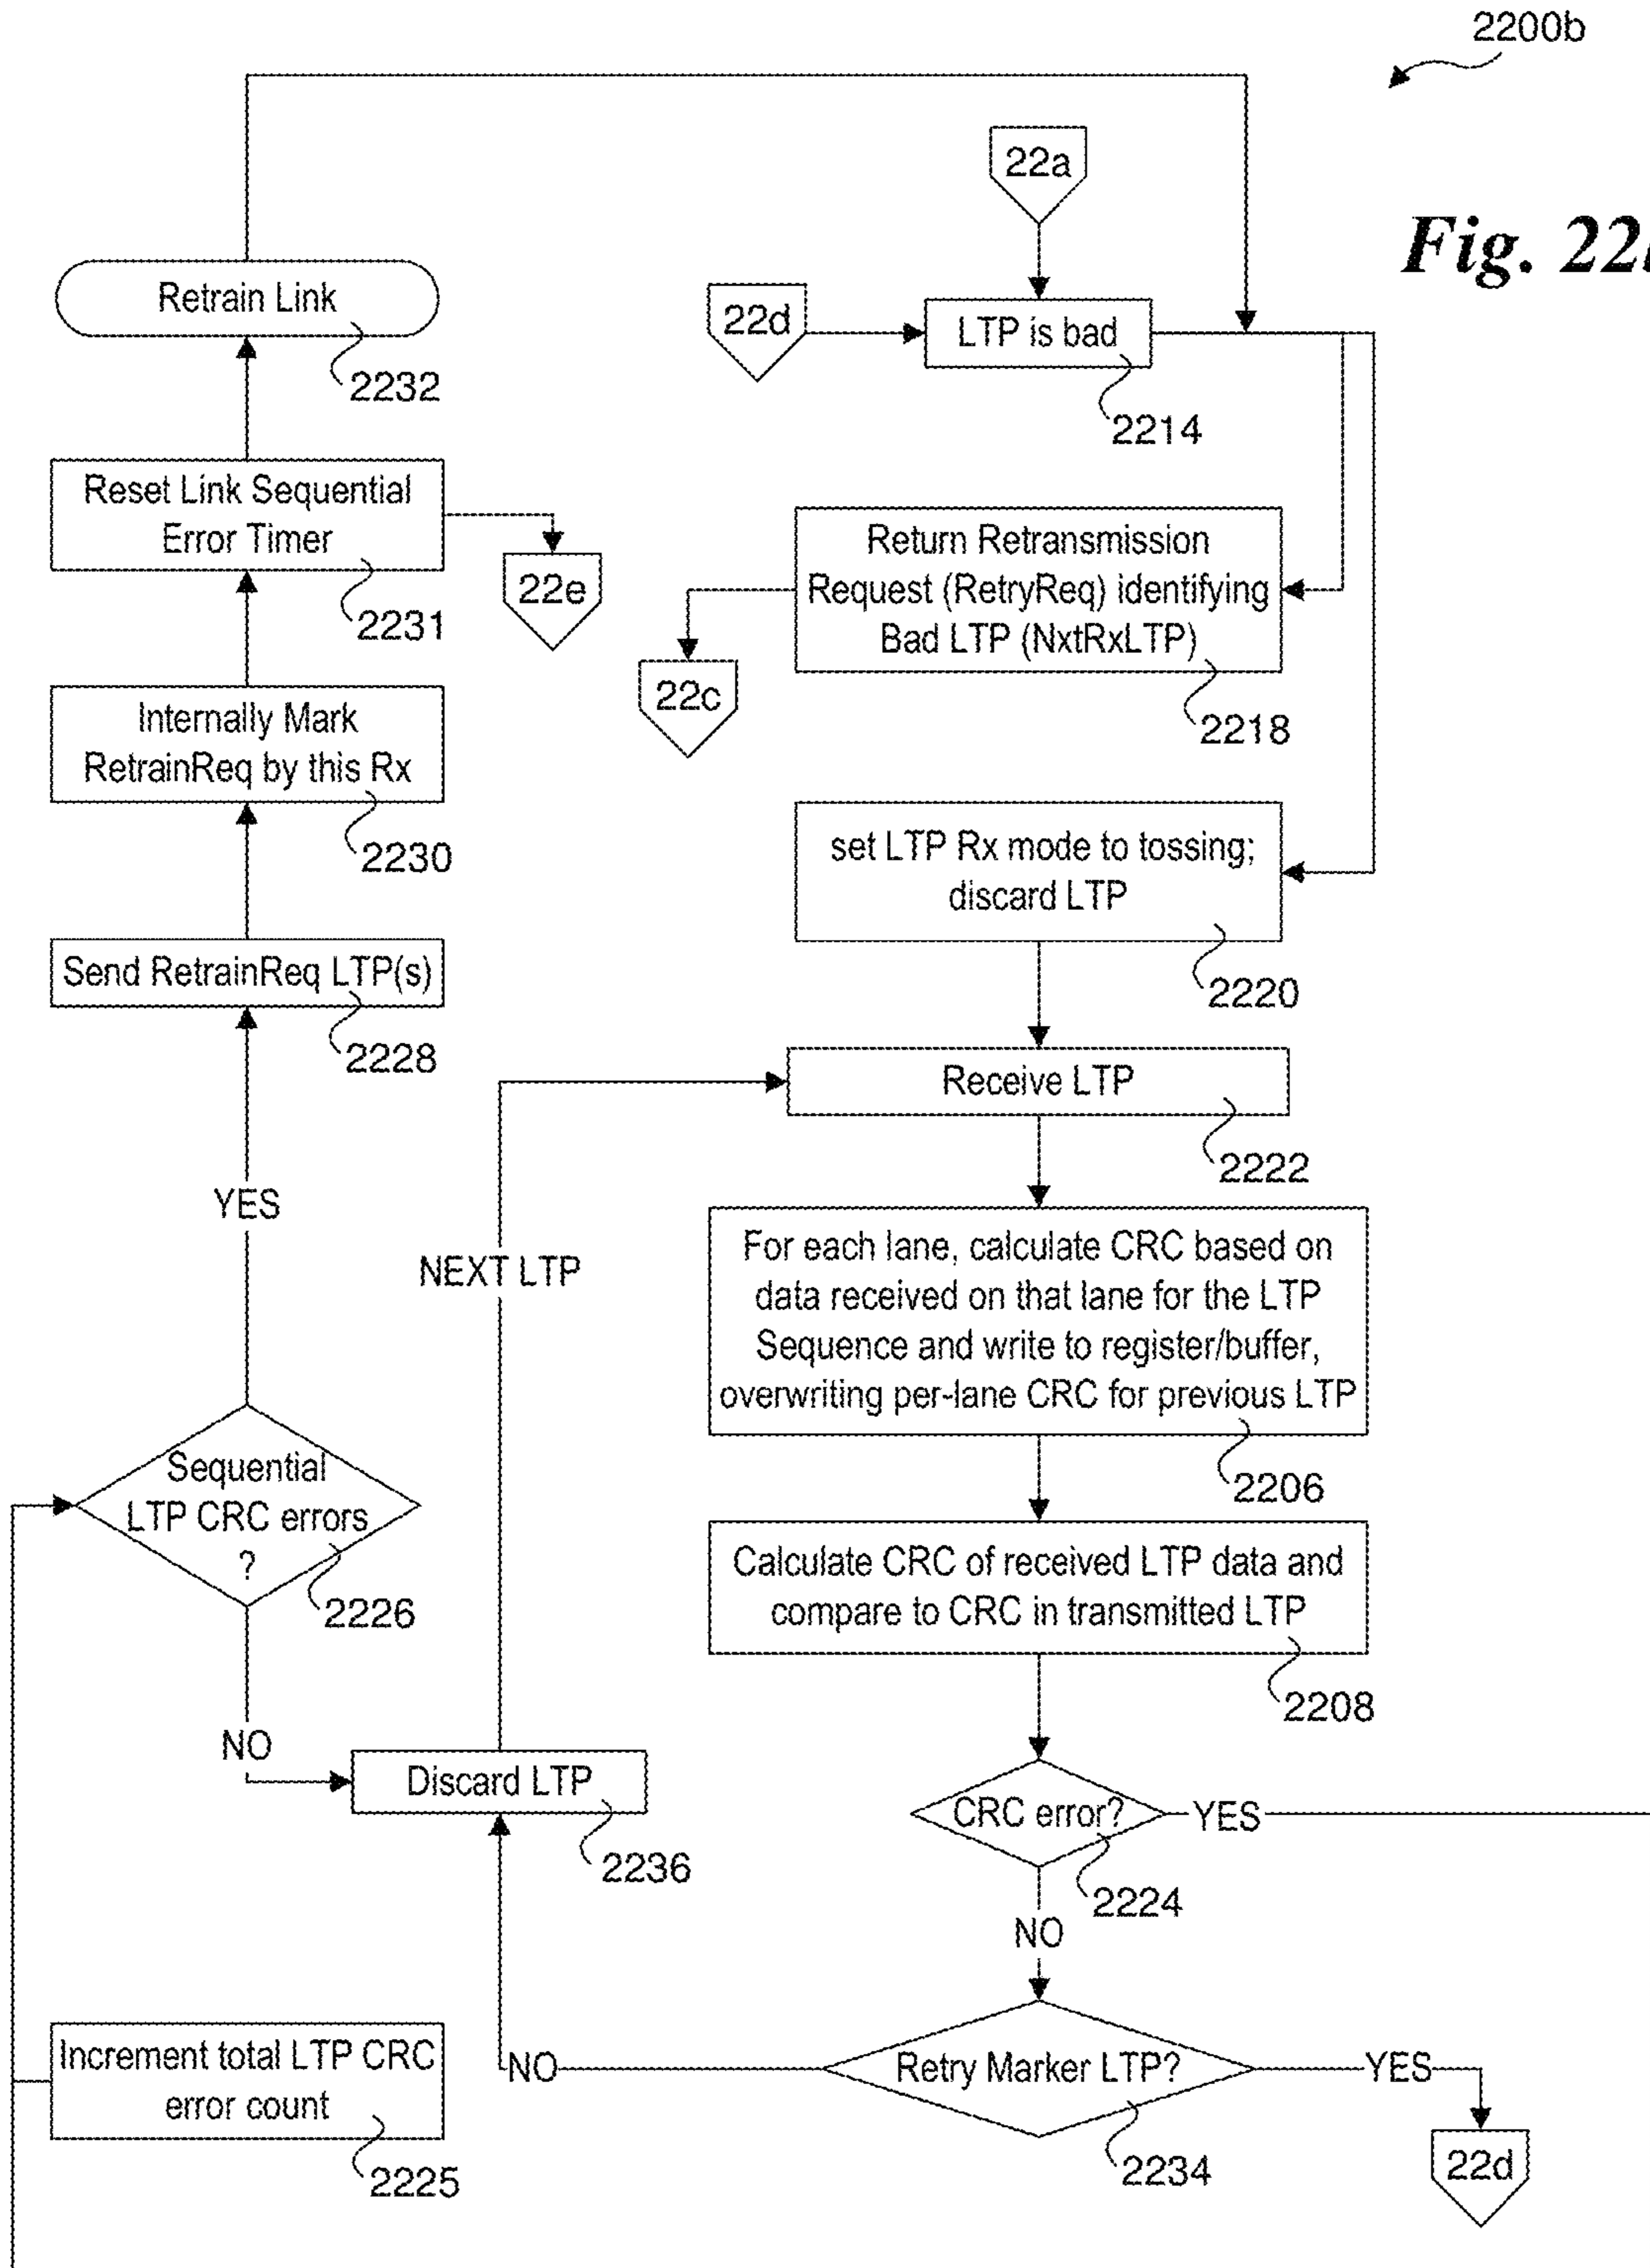 2200b
22a
Fig. 22
Retrain Link
2232
22d
LTP is bad
2214
Reset Link Sequential
Error Timer
2231
22e
Return Retransmission
Request (RetryReq) identifying
Bad LTP (NxtRxLTP)
2218
22c
Internally Mark
RetrainReq by this Rx
2230
set LTP Rx mode to tossing;
discard LTP
2220
Send RetrainReq LTP(s)
2228
Receive LTP
2222
YES
NEXT LTP
For each lane, calculate CRC based on
data received on that lane for the LTP
Sequence and write to register/buffer,
overwriting per-lane CRC for previous LTP
2206
Sequential
LTP CRC errors
?
2226
Calculate CRC of received LTP data and
compare to CRC in transmitted LTP
2208
NO
Discard LTP
2236
CRC error?
YES
2224
NO
Increment total LTP CRC
error count
2225
NO
Retry Marker LTP?
YES
2234
22d